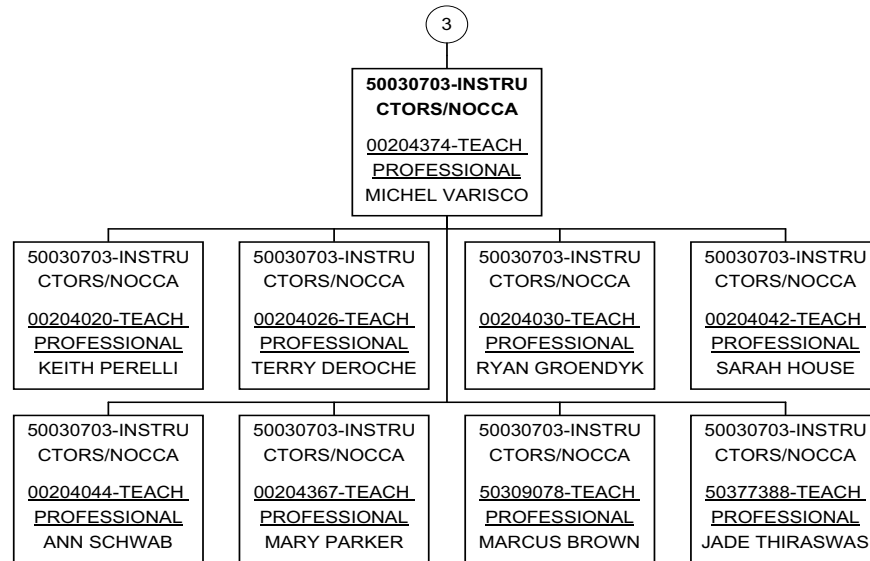 3
50030703-INSTRU
CTORS/NOCCA
00204374-TEACH
PROFESSIONAL
MICHEL VARISCO
50030703-INSTRU
CTORS/NOCCA
00204020-TEACH
PROFESSIONAL
KEITH PERELLI
50030703-INSTRU
CTORS/NOCCA
00204026-TEACH
PROFESSIONAL
TERRY DEROCHE
50030703-INSTRU
CTORS/NOCCA
00204030-TEACH
PROFESSIONAL
RYAN GROENDYK
50030703-INSTRU
CTORS/NOCCA
00204042-TEACH
PROFESSIONAL
SARAH HOUSE
50030703-INSTRU
CTORS/NOCCA
00204044-TEACH
PROFESSIONAL
ANN SCHWAB
50030703-INSTRU
CTORS/NOCCA
00204367-TEACH
PROFESSIONAL
MARY PARKER
50030703-INSTRU
CTORS/NOCCA
50309078-TEACH
PROFESSIONAL
MARCUS BROWN
50030703-INSTRU
CTORS/NOCCA
50377388-TEACH
PROFESSIONAL
JADE THIRASWAS